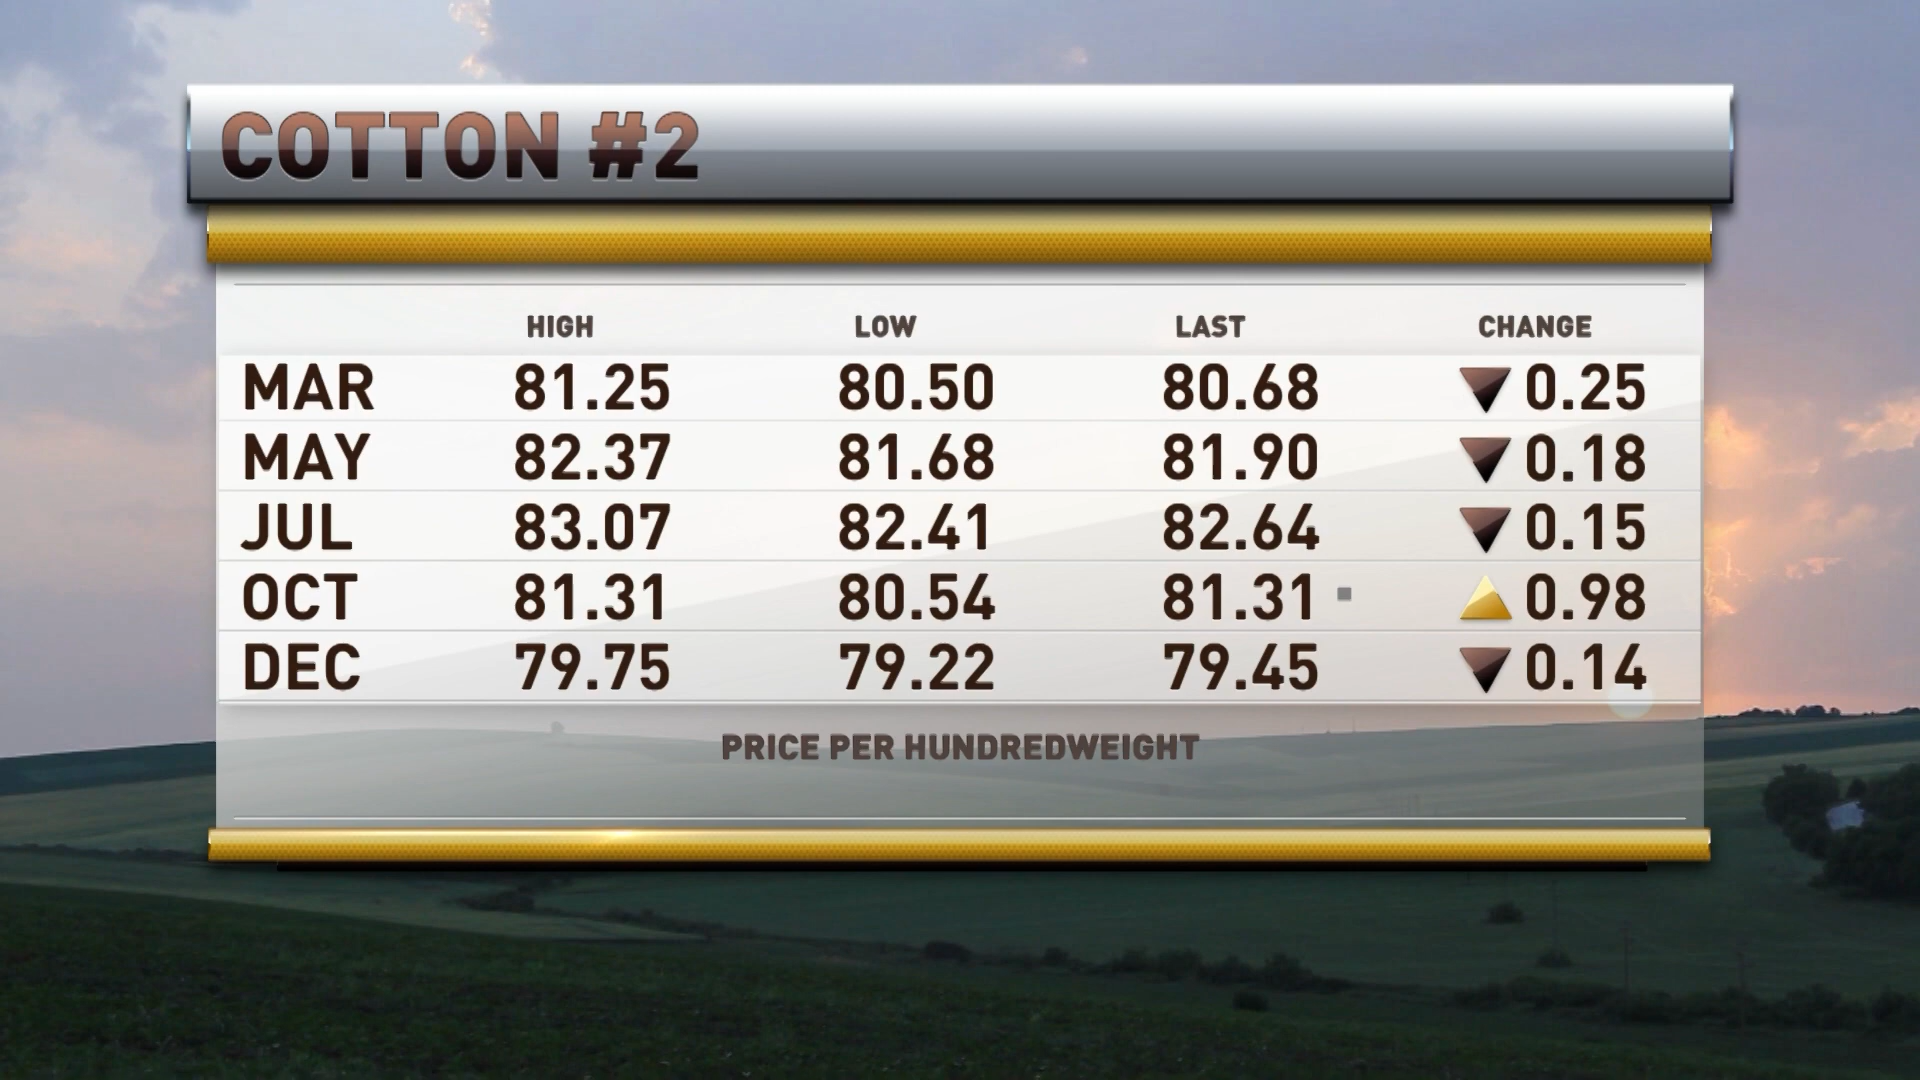 COTTON #2
HIGH LOW LAST CHANGE
MAR 81.25 80.50 80.68 ▼ 0.25
MAY 82.37 81.68 81.90 ▼ 0.18
JUL 83.07 82.41 82.64 ▼ 0.15
OCT 81.31 80.54 81.31 ▲ 0.98
DEC 79.75 79.22 79.45 ▼ 0.14
PRICE PER HUNDREDWEIGHT